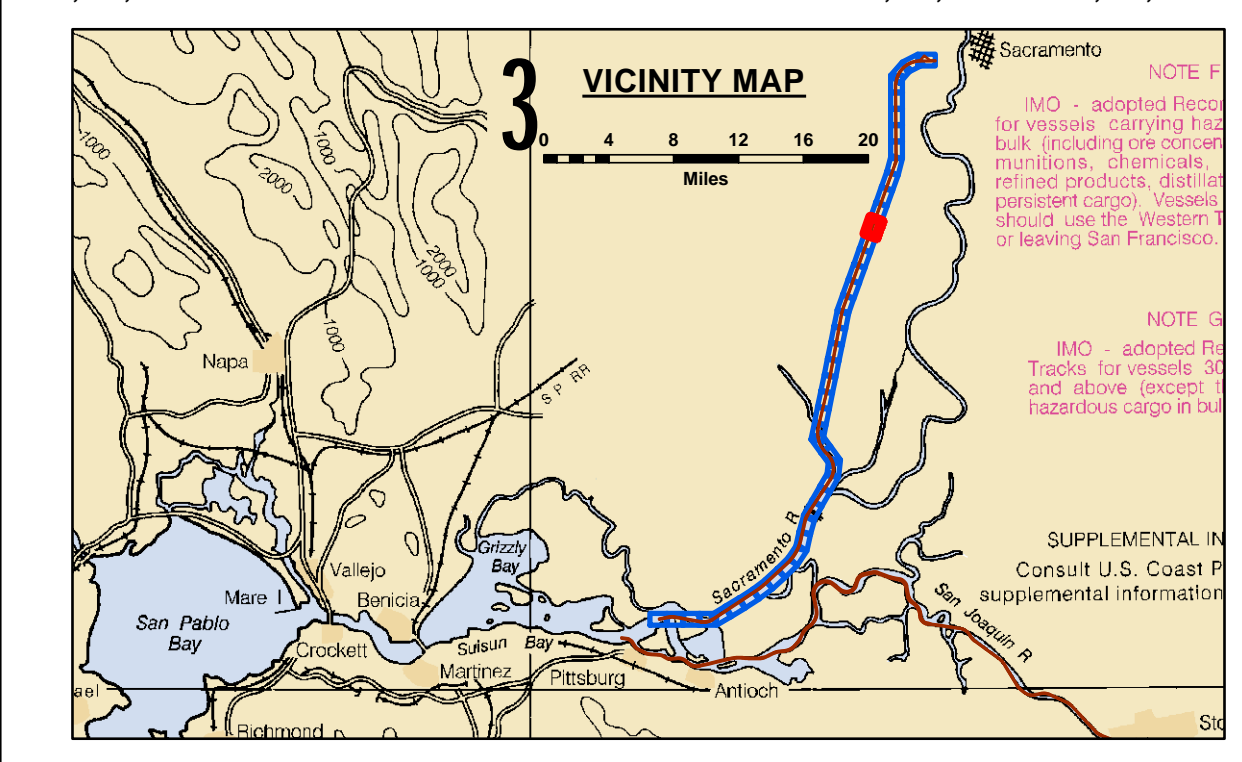 3
VICINITY MAP
0 4 8 12 16 20
Miles
Sacramento
NOTE F
IMO - adopted Recor
for vessels carrying haz
bulk (including ore concen
munitions, chemicals,
refined products, distillat
persistent cargo). Vessels
should use the Western T
or leaving San Francisco.
NOTE G
IMO - adopted Re
Tracks for vessels 30
and above (except t
hazardous cargo in bul
SUPPLEMENTAL IN
Consult U.S. Coast P
supplemental information
1000
1000
2000
2000
1000
1000
Napa
S P RR
Grizzly
Bay
Sacramento R
San Joaquin R
Vallejo
Mare I
Benicia
San Pablo
Bay
Crockett
Suisun Bay
Martinez
Pittsburg
Antioch
ael
Richmond
Sto